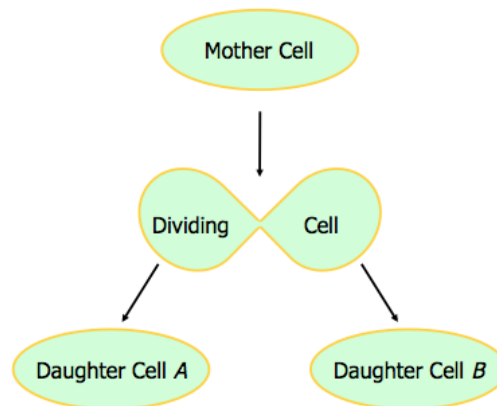 Mother Cell
Dividing Cell
Daughter Cell A
Daughter Cell B